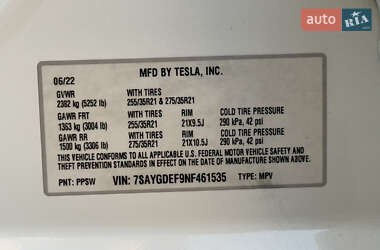 auto RIA
06/22 MFD BY TESLA, INC.
GVWR WITH TIRES
2382 kg (5252 lb) 255/35R21 & 275/35R21
GAWR FRT WITH TIRES RIM COLD TIRE PRESSURE
1363 kg (3004 lb) 255/35R21 21X9.5J 290 kPa, 42 psi
GAWR RR WITH TIRES RIM COLD TIRE PRESSURE
1500 kg (3306 lb) 275/35R21 21X10.5J 290 kPa, 42 psi
THIS VEHICLE CONFORMS TO ALL APPLICABLE U.S. FEDERAL MOTOR VEHICLE SAFETY AND
THEFT PREVENTION STANDARDS IN EFFECT ON THE DATE OF MANUFACTURE SHOWN ABOVE.
PNT: PPSW VIN: 7SAYGDEF9NF461535 TYPE: MPV